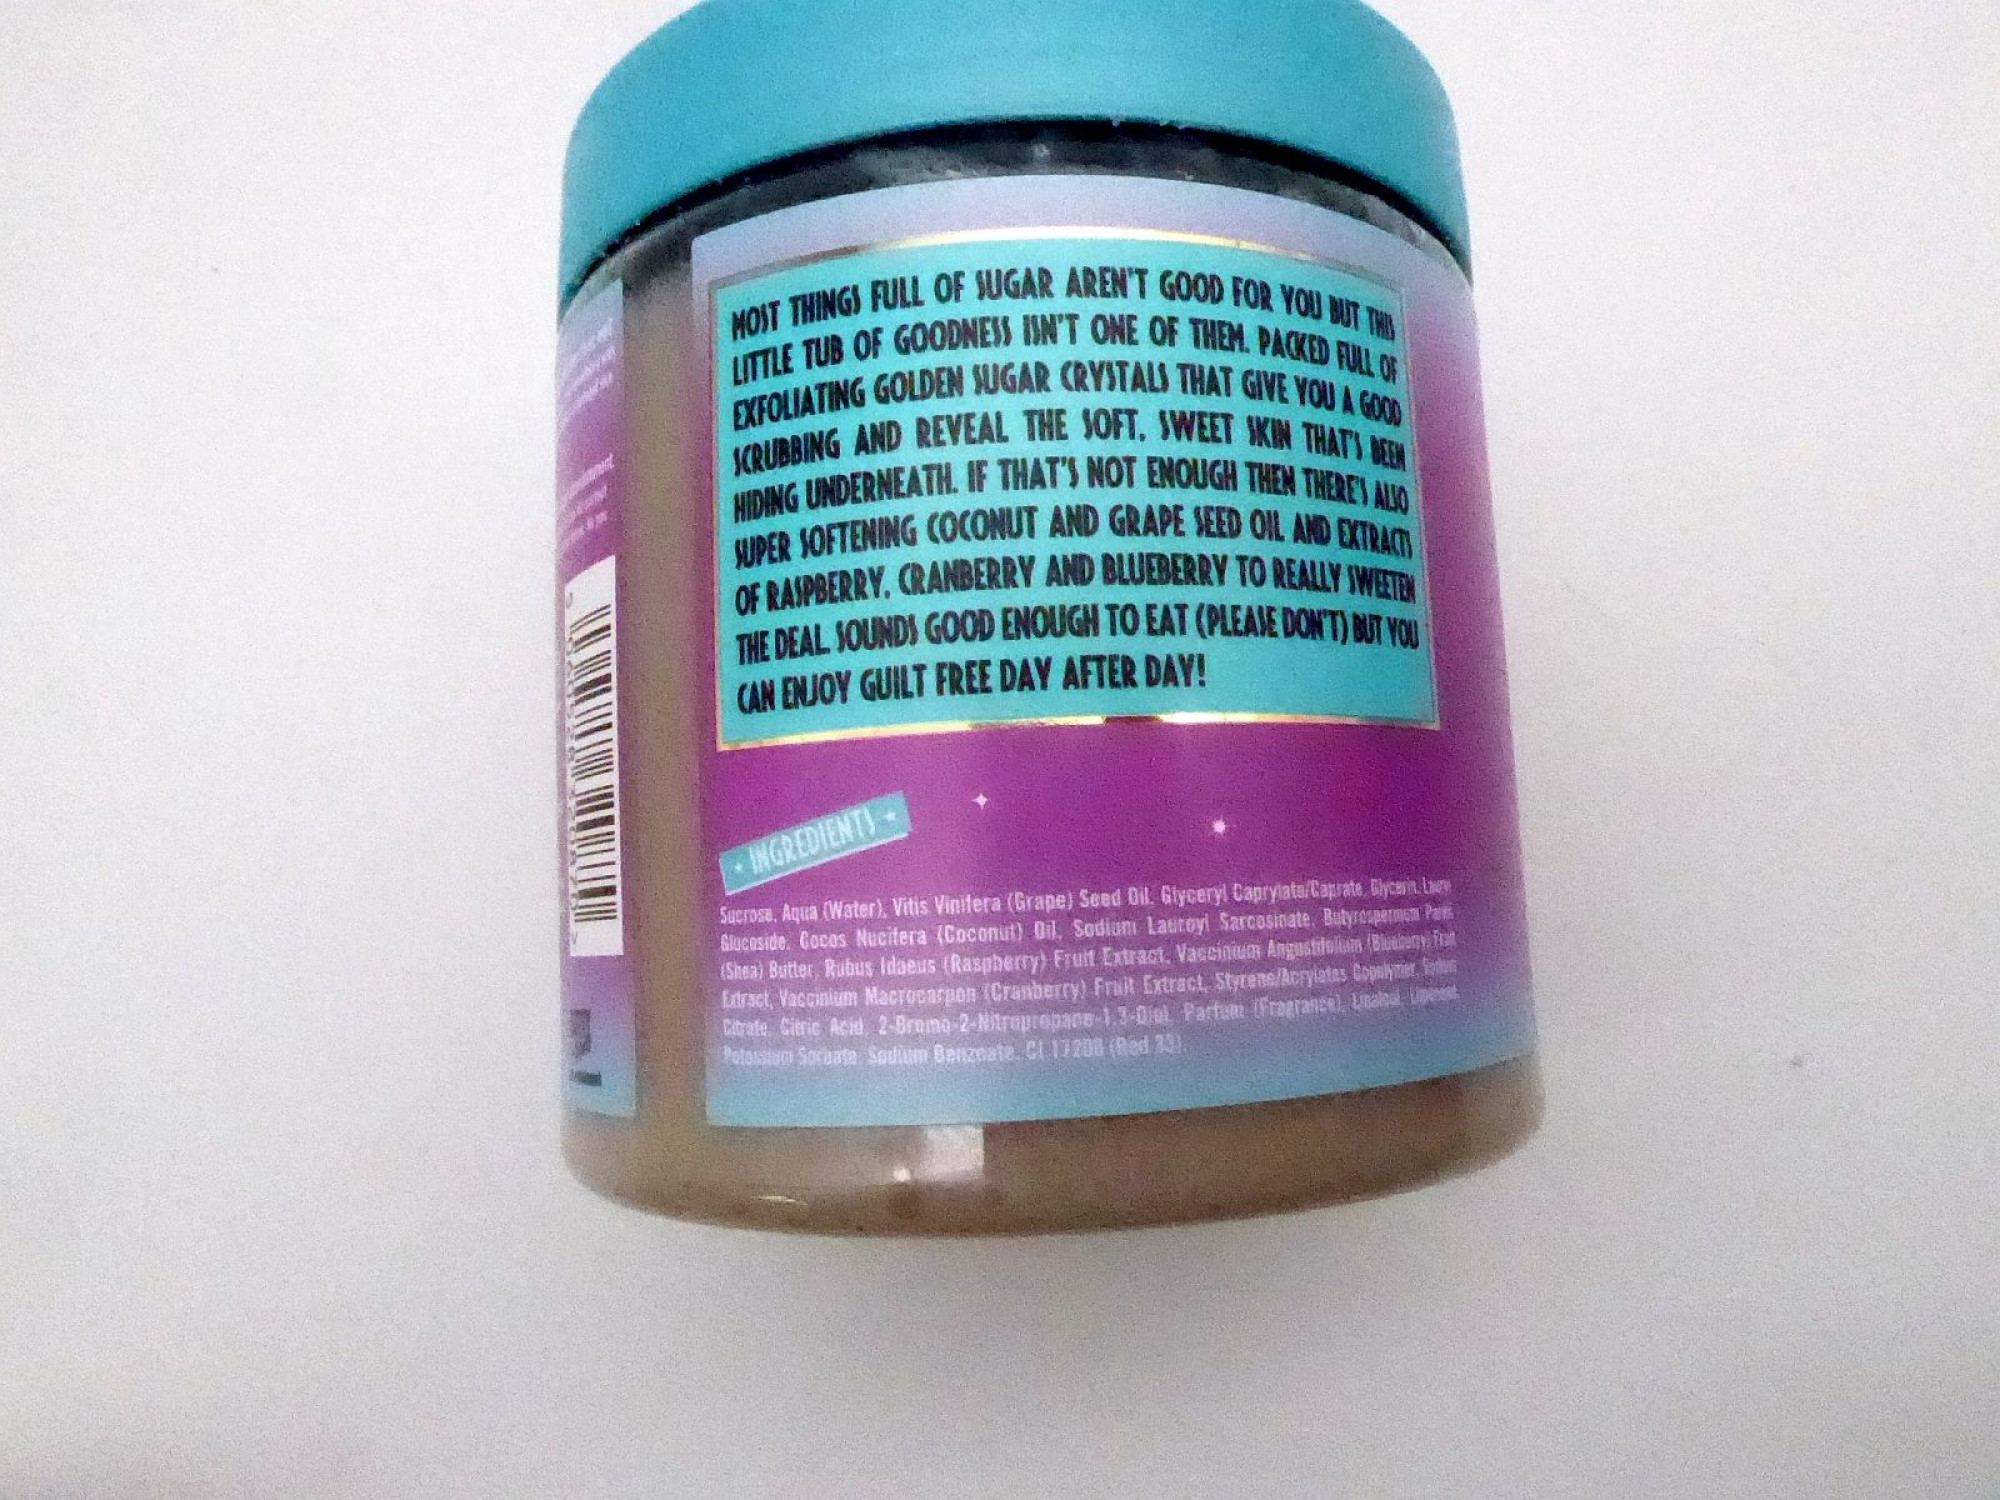 MOST THINGS FULL OF SUGAR AREN'T GOOD FOR YOU BUT THIS
LITTLE TUB OF GOODNESS ISN'T ONE OF THEM. PACKED FULL OF
EXFOLIATING GOLDEN SUGAR CRYSTALS THAT GIVE YOU A GOOD
SCRUBBING AND REVEAL THE SOFT, SWEET SKIN THAT'S BEEN
HIDING UNDERNEATH. IF THAT'S NOT ENOUGH THEN THERE'S ALSO
SUPER SOFTENING COCONUT AND GRAPE SEED OIL AND EXTRACTS
OF RASPBERRY, CRANBERRY AND BLUEBERRY TO REALLY SWEETEN
THE DEAL. SOUNDS GOOD ENOUGH TO EAT (PLEASE DON'T) BUT YOU
CAN ENJOY GUILT FREE DAY AFTER DAY!
INGREDIENTS
Sucrose, Aqua (Water), Vitis Vinifera (Grape) Seed Oil, Glyceryl Caprylate/Caprate, Glycerin, Lauryl
Glucoside, Cocos Nucifera (Coconut) Oil, Sodium Lauroyl Sarcosinate, Butyrospermum Parkii
(Shea) Butter, Rubus Idaeus (Raspberry) Fruit Extract, Vaccinium Angustifolium (Blueberry) Fruit
Extract, Vaccinium Macrocarpon (Cranberry) Fruit Extract, Styrene/Acrylates Copolymer, Sodium
Citrate, Citric Acid, 2-Bromo-2-Nitropropane-1,3-Diol, Parfum (Fragrance), Linalool, Limonene,
Potassium Sorbate, Sodium Benzoate, CI 17200 (Red 33).